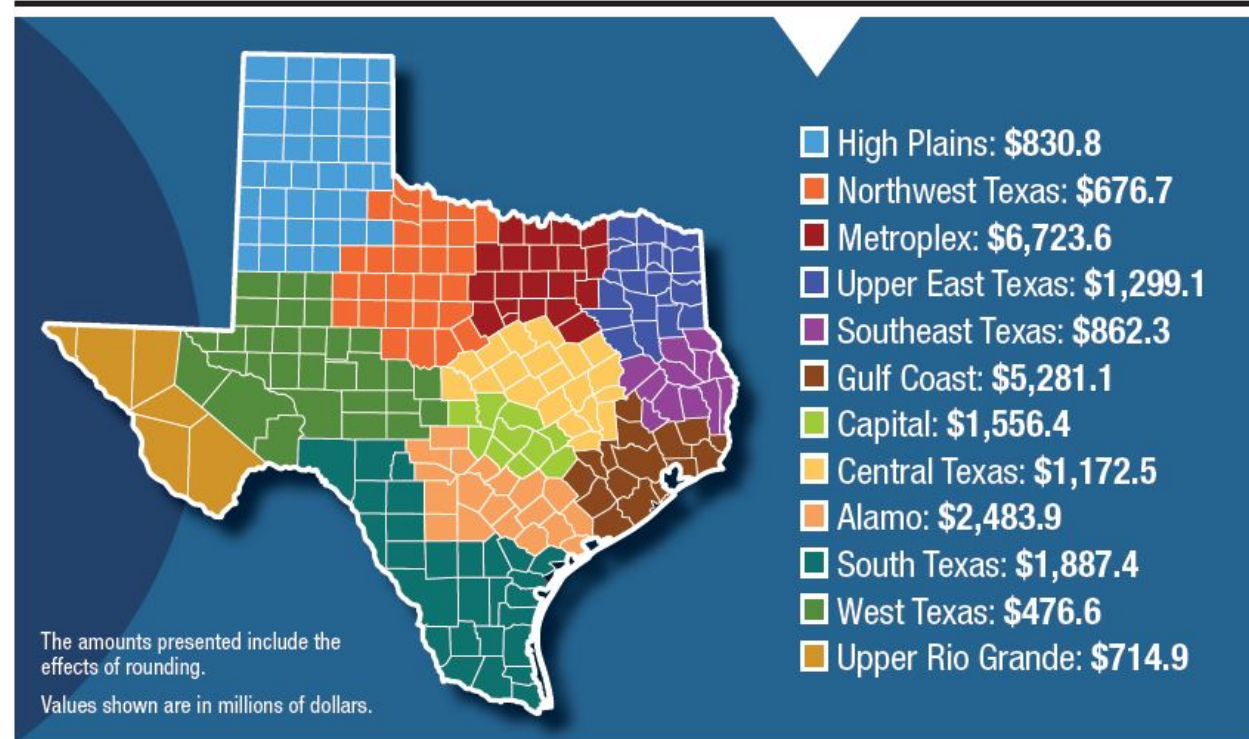 High Plains: $830.8
Northwest Texas: $676.7
Metroplex: $6,723.6
Upper East Texas: $1,299.1
Southeast Texas: $862.3
Gulf Coast: $5,281.1
Capital: $1,556.4
Central Texas: $1,172.5
Alamo: $2,483.9
South Texas: $1,887.4
West Texas: $476.6
Upper Rio Grande: $714.9
The amounts presented include the
effects of rounding.
Values shown are in millions of dollars.